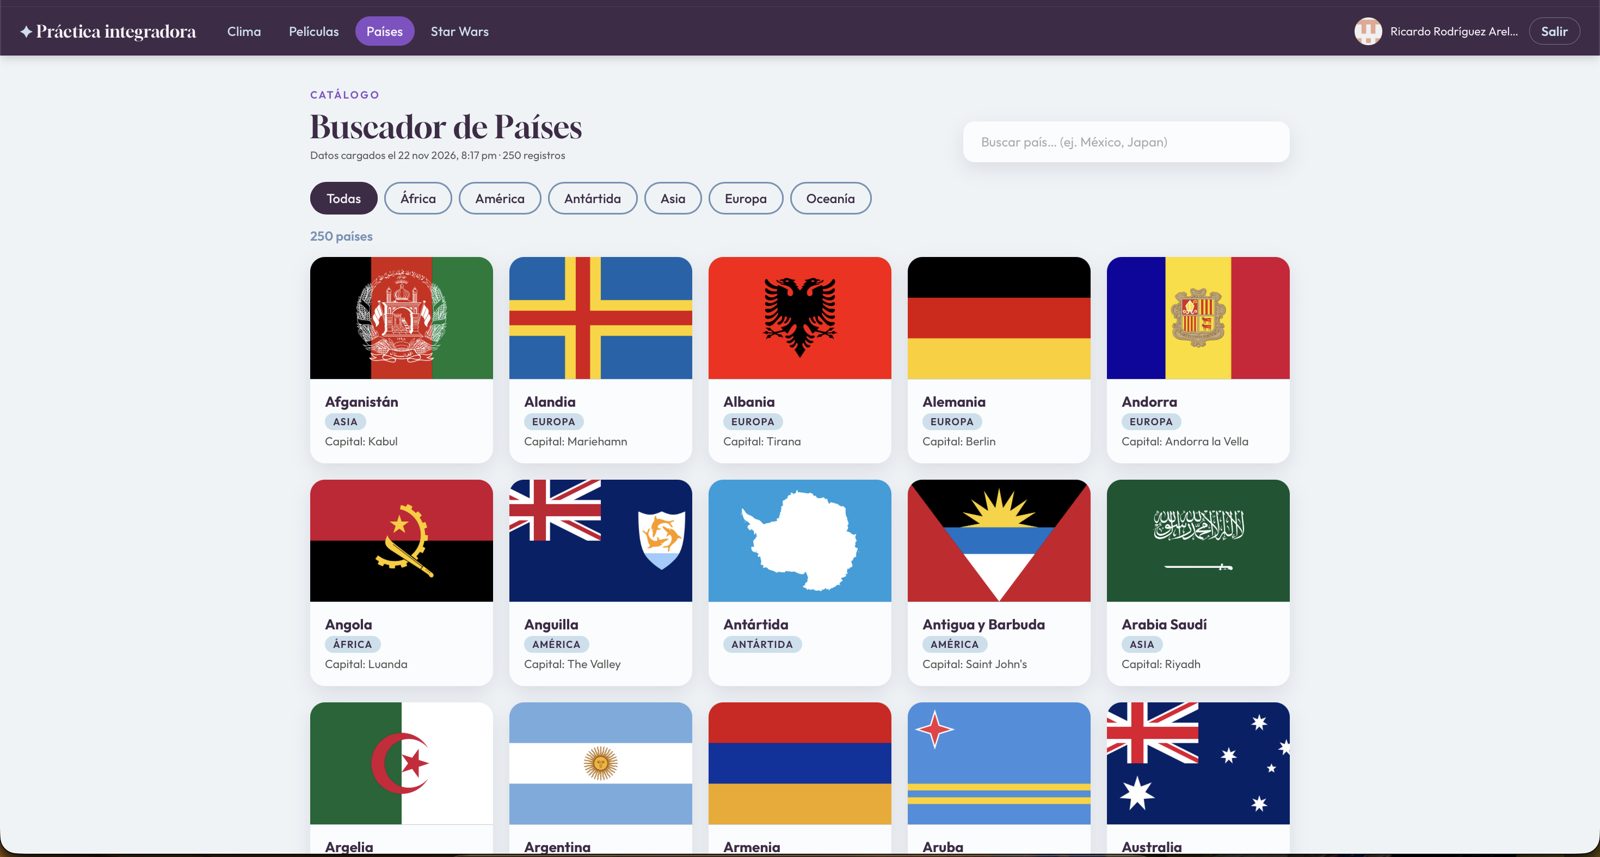 ✦ Práctica integradora
Clima
Películas
Países
Star Wars
Ricardo Rodríguez Arel...
Salir
CATÁLOGO
Buscador de Países
Datos cargados el 22 nov 2026, 8:17 pm · 250 registros
Buscar país... (ej. México, Japan)
Todas
África
América
Antártida
Asia
Europa
Oceanía
250 países
Afganistán
ASIA
Capital: Kabul
Alandia
EUROPA
Capital: Mariehamn
Albania
EUROPA
Capital: Tirana
Alemania
EUROPA
Capital: Berlin
Andorra
EUROPA
Capital: Andorra la Vella
Angola
ÁFRICA
Capital: Luanda
Anguilla
AMÉRICA
Capital: The Valley
Antártida
ANTÁRTIDA
Antigua y Barbuda
AMÉRICA
Capital: Saint John's
Arabia Saudí
ASIA
Capital: Riyadh
Argelia
Argentina
Armenia
Aruba
Australia